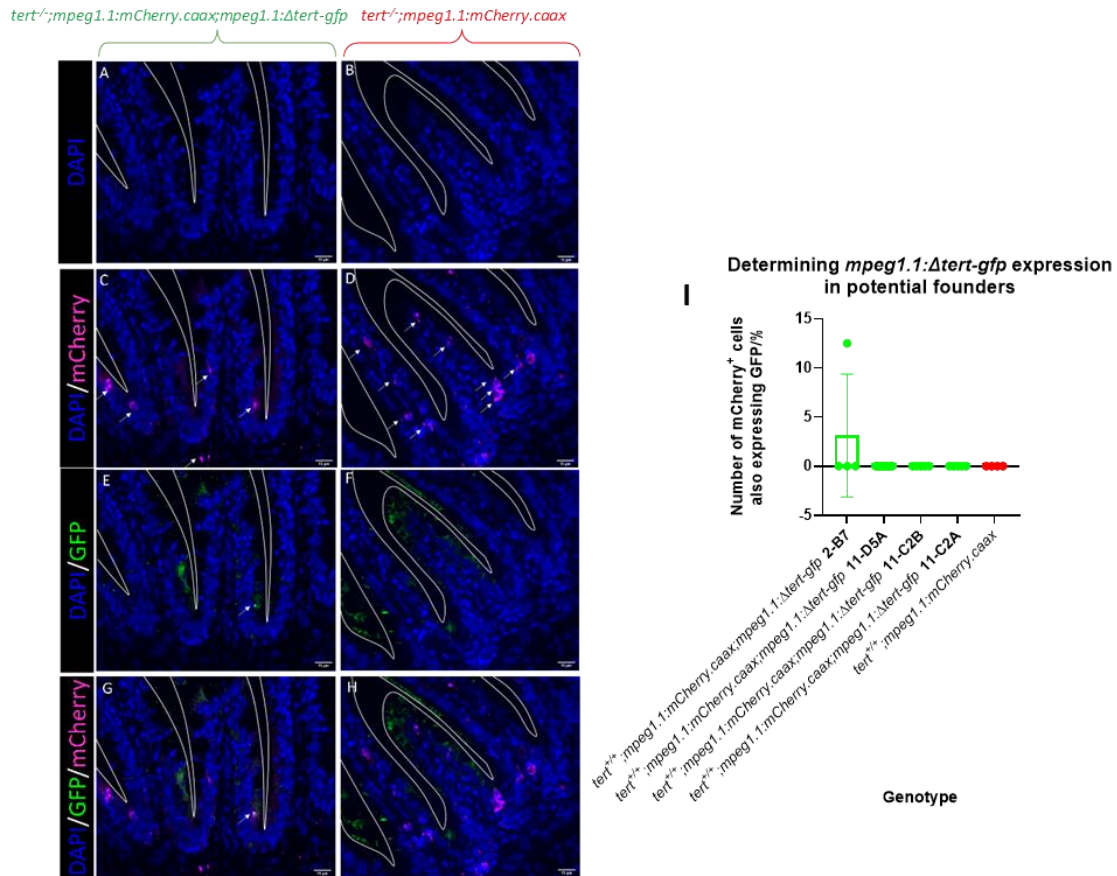 tert-/-;mpeg1.1:mCherry.caax;mpeg1.1:Δtert-gfp
tert-/-;mpeg1.1:mCherry.caax
A
B
DAPI
C
D
DAPI/mCherry
E
F
DAPI/GFP
G
H
DAPI/GFP/mCherry
I
Determining mpeg1.1:Δtert-gfp expression
in potential founders
Number of mCherry+ cells
also expressing GFP/%
15
10
5
0
-5
tert+/+;mpeg1.1:mCherry.caax;mpeg1.1:Δtert-gfp 2-B7
tert+/+;mpeg1.1:mCherry.caax;mpeg1.1:Δtert-gfp 11-D5A
tert+/+;mpeg1.1:mCherry.caax;mpeg1.1:Δtert-gfp 11-C2B
tert+/+;mpeg1.1:mCherry.caax;mpeg1.1:Δtert-gfp 11-C2A
tert+/+;mpeg1.1:mCherry.caax
Genotype